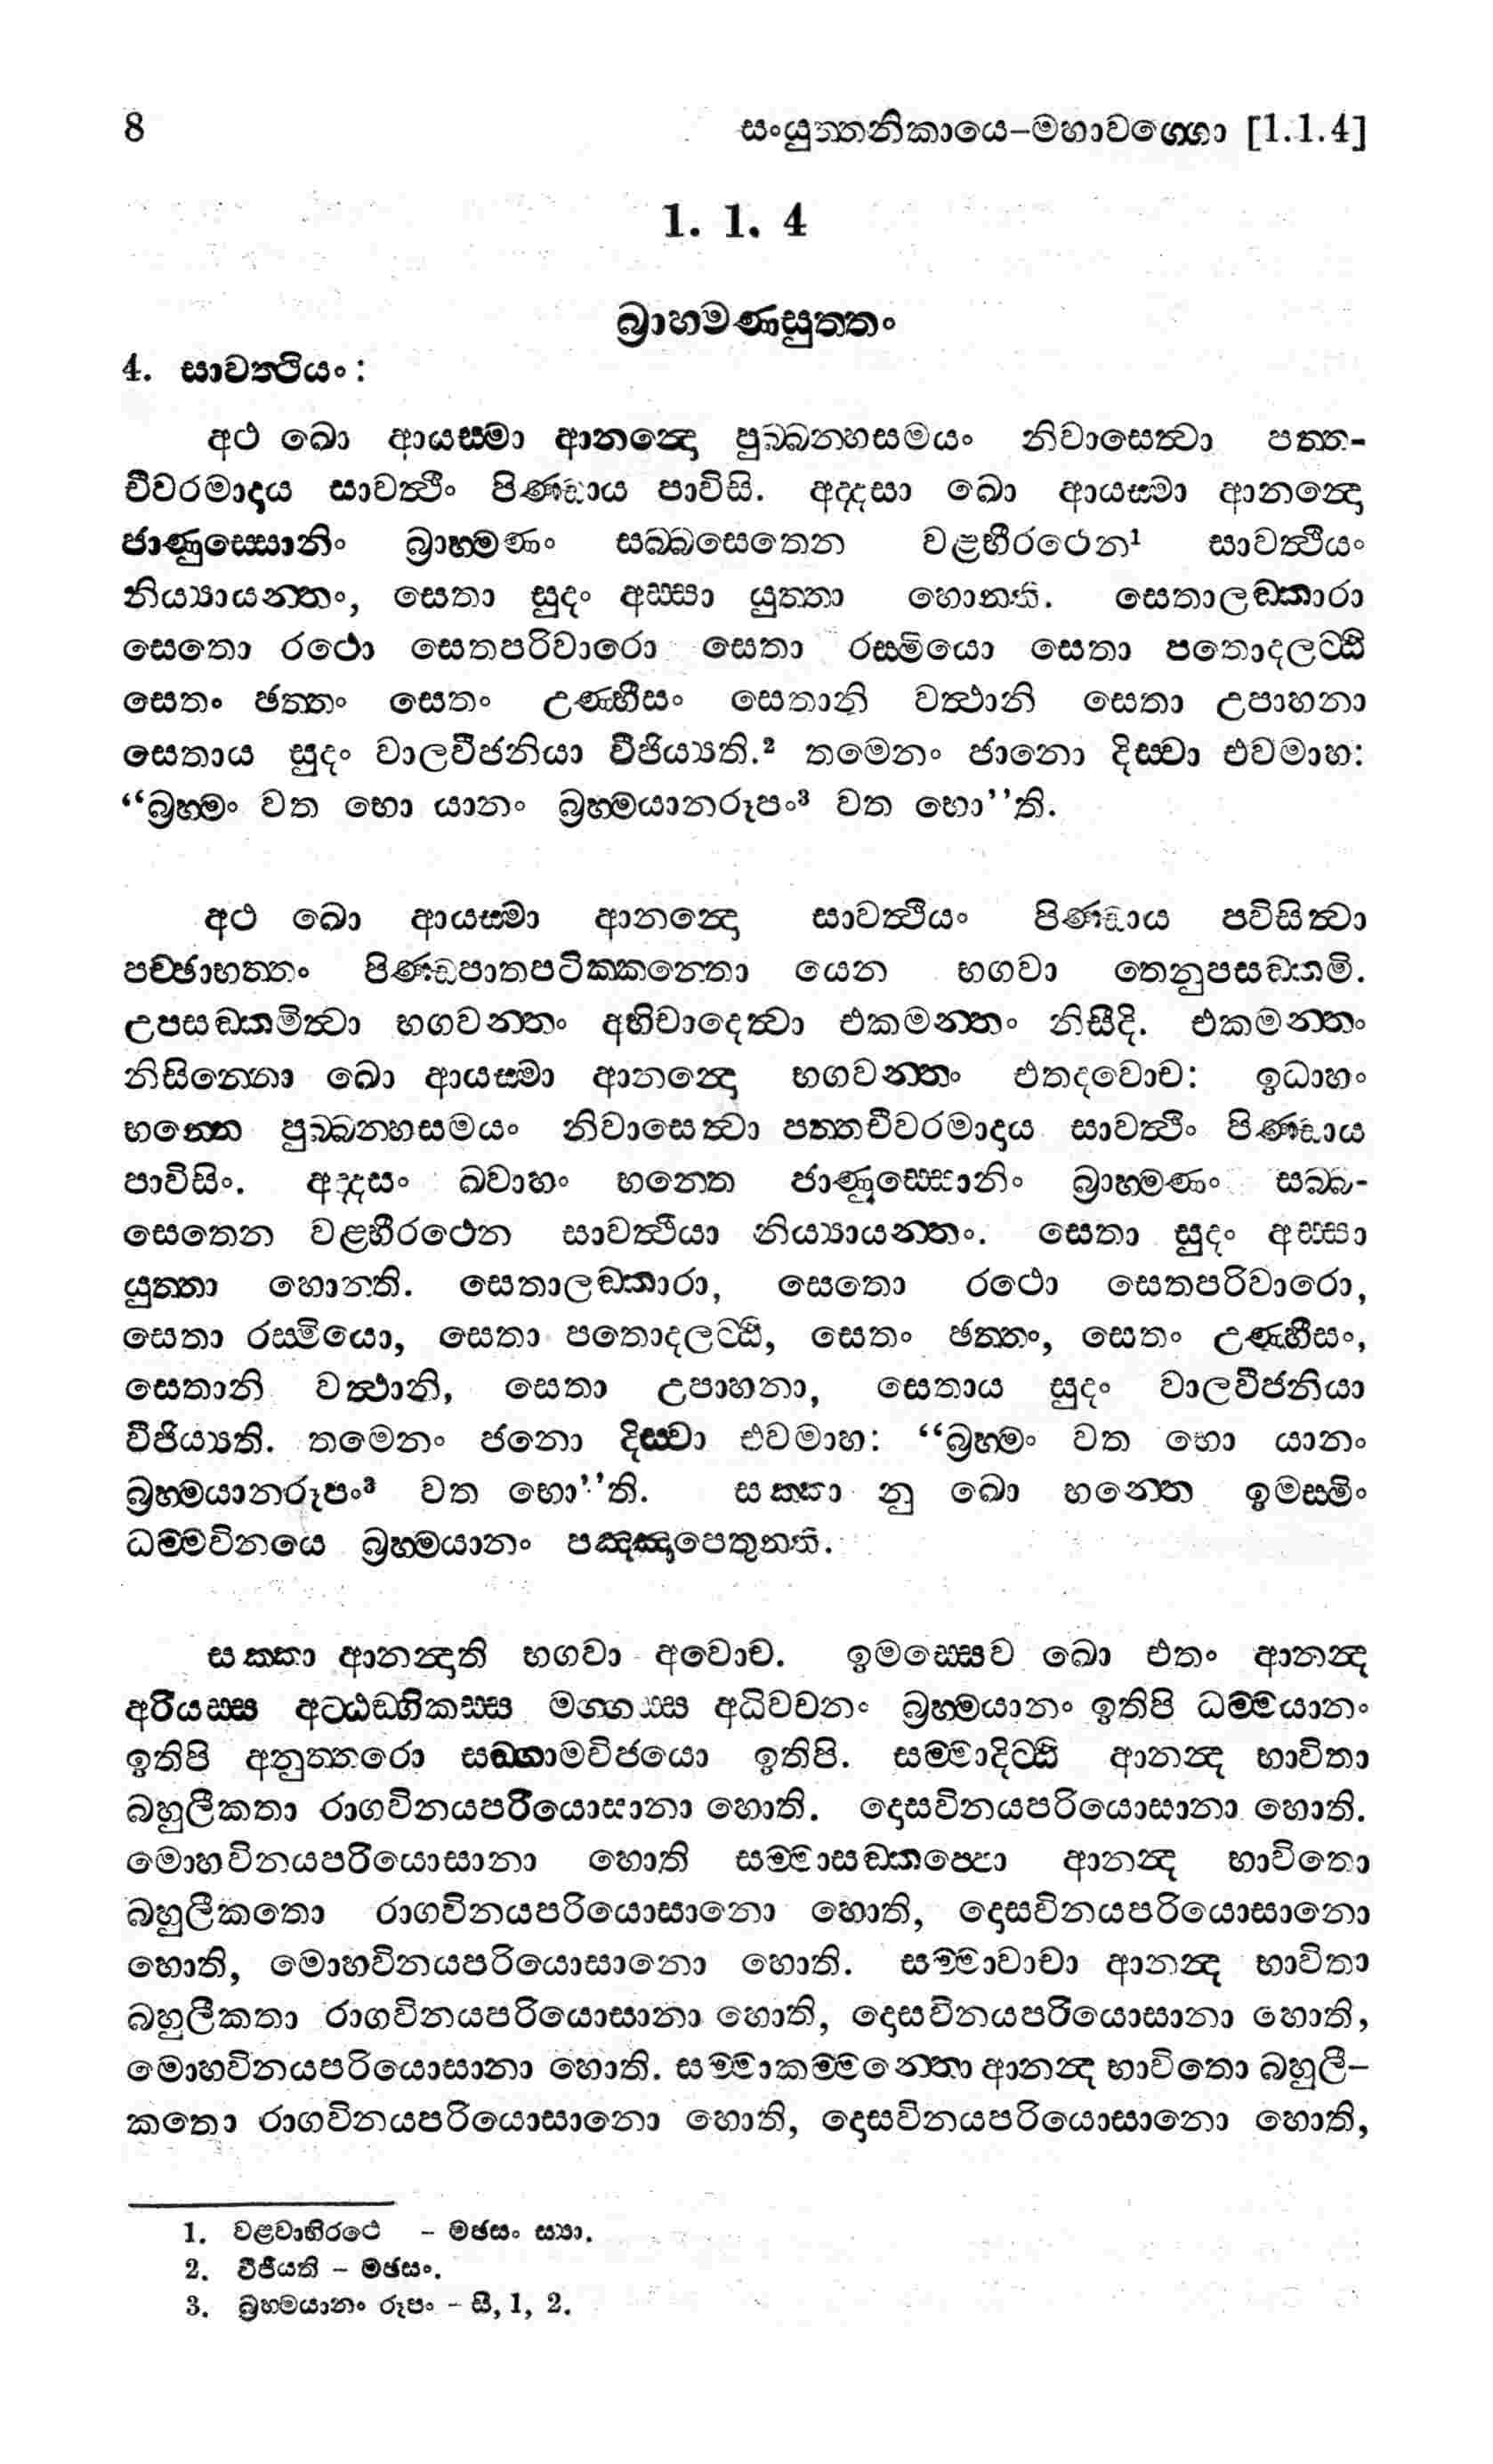 8 සංයුත්තනිකායෙ–මහාවග්ගො [1.1.4]
1. 1. 4
බ්‍රාහ්මණසුත්තං
4. සාවත්ථියං:
අථ ඛො ආයස්මා ආනන්‍දො පුබ්බන්හසමයං නිවාසෙත්‍වා පත්ත-
චීවරමාදාය සාවත්ථිං පිණ්ඩාය පාවිසි. අද්දසා ඛො ආයස්මා ආනන්‍දො
ජාණුස්සොනිං බ්‍රාහ්මණං සබ්බසෙතෙන වළභීරථෙන¹ සාවත්ථියං
නිය්‍යායන්තං, සෙතා සුදං අස්සා යුත්තා හොන්ති. සෙතාලඞ්කාරා
සෙතො රථො සෙතපරිවාරො සෙතා රස්මියො සෙතා පතොදලට්ඨි
සෙතං ඡත්තං සෙතං උණ්හීසං සෙතානි වත්ථානි සෙතා උපාහනා
සෙතාය සුදං වාලවීජනියා වීජිය්‍යති.² තමෙනං ජානො දිස්වා එවමාහ:
“බ්‍රහ්මං වත භො යානං බ්‍රහ්මයානරූපං³ වත භො”ති.
අථ ඛො ආයස්මා ආනන්‍දො සාවත්ථියං පිණ්ඩාය පවිසිත්‍වා
පච්ඡාභත්තං පිණ්ඩපාතපටික්කන්තො යෙන භගවා තෙනුපසඞ්කමි.
උපසඞ්කමිත්‍වා භගවන්තං අභිවාදෙත්‍වා එකමන්තං නිසීදි. එකමන්තං
නිසින්නො ඛො ආයස්මා ආනන්‍දො භගවන්තං එතදවොච: ඉධාහං
භන්තෙ පුබ්බන්හසමයං නිවාසෙත්‍වා පත්තචීවරමාදාය සාවත්ථිං පිණ්ඩාය
පාවිසිං. අද්දසං ඛ්වාහං භන්තෙ ජාණුස්සොනිං බ්‍රාහ්මණං සබ්බ-
සෙතෙන වළභීරථෙන සාවත්ථියා නිය්‍යායන්තං. සෙතා සුදං අස්සා
යුත්තා හොන්ති. සෙතාලඞ්කාරා, සෙතො රථො සෙතපරිවාරො,
සෙතා රස්මියො, සෙතා පතොදලට්ඨි, සෙතං ඡත්තං, සෙතං උණ්හීසං,
සෙතානි වත්ථානි, සෙතා උපාහනා, සෙතාය සුදං වාලවීජනියා
වීජිය්‍යති. තමෙනං ජනො දිස්වා එවමාහ: “බ්‍රහ්මං වත භො යානං
බ්‍රහ්මයානරූපං³ වත භො”ති. සක්කා නු ඛො භන්තෙ ඉමස්මිං
ධම්මවිනයෙ බ්‍රහ්මයානං පඤ්ඤාපෙතුන්ති.
සක්කා ආනන්‍දාති භගවා අවොච. ඉමස්සෙව ඛො එතං ආනන්‍ද
අරියස්ස අට්ඨඞ්ගිකස්ස මග්ගස්ස අධිවචනං බ්‍රහ්මයානං ඉතිපි ධම්මයානං
ඉතිපි අනුත්තරො සඞ්ගාමවිජයො ඉතිපි. සම්මාදිට්ඨි ආනන්‍ද භාවිතා
බහුලීකතා රාගවිනයපරියොසානා හොති. දොසවිනයපරියොසානා හොති.
මොහවිනයපරියොසානා හොති සම්මාසඞ්කප්පො ආනන්‍ද භාවිතො
බහුලීකතො රාගවිනයපරියොසානො හොති, දොසවිනයපරියොසානො
හොති, මොහවිනයපරියොසානො හොති. සම්මාවාචා ආනන්‍ද භාවිතා
බහුලීකතා රාගවිනයපරියොසානා හොති, දොසවිනයපරියොසානා හොති,
මොහවිනයපරියොසානා හොති. සම්මාකම්මන්තො ආනන්‍ද භාවිතො බහුලී–
කතො රාගවිනයපරියොසානො හොති, දොසවිනයපරියොසානො හොති,
1. වළවාභිරථෙ – මඡසං ස්‍යා.
2. වීජීයති – මඡසං.
3. බ්‍රහ්මයානං රූපං – සී, 1, 2.